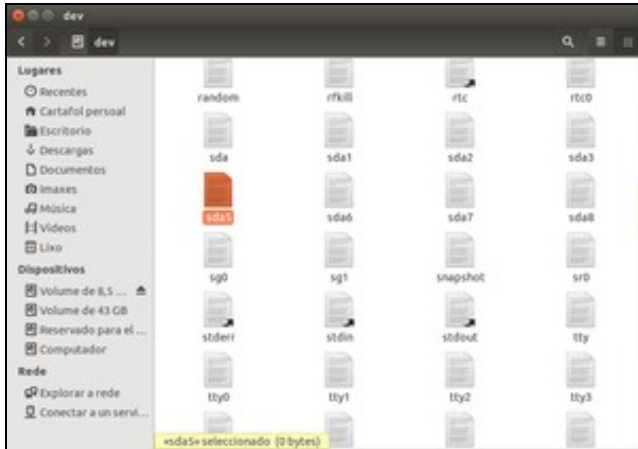 dev
dev
Lugares
Recentes
Cartafol persoal
Escritorio
Descargas
Documentos
Imaxes
Música
Vídeos
Lixo
Dispositivos
Volume de 8,5 ...
Volume de 43 GB
Reservado para el ...
Computador
Rede
Explorar a rede
Conectar a un servi...
random rfkill rtc rtc0
sda sda1 sda2 sda3
sda5 sda6 sda7 sda8
sg0 sg1 snapshot sr0
stderr stdin stdout tty
tty0 tty1 tty2 tty3
«sda5» seleccionado (0 bytes)